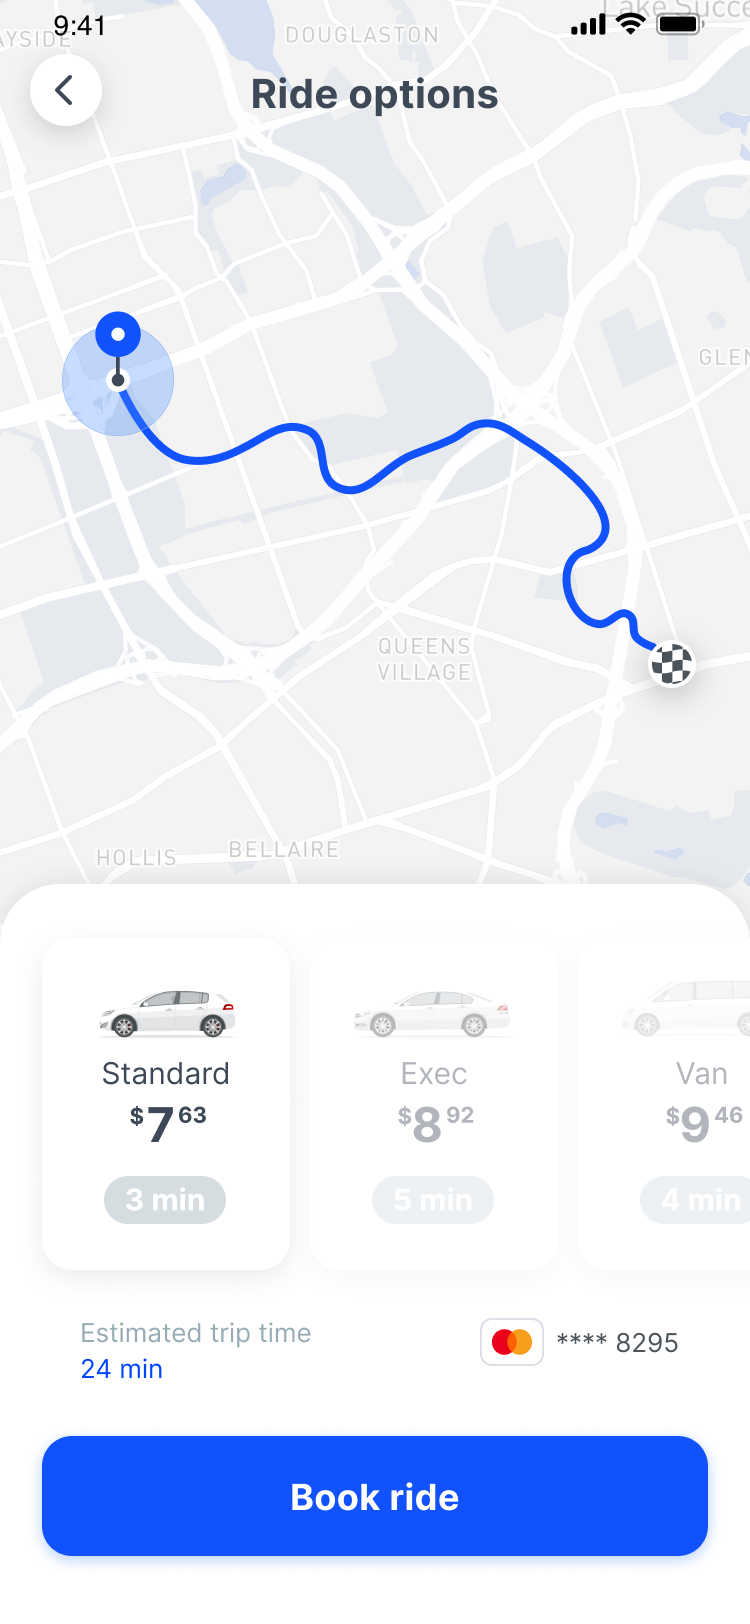 9:41
Lake Succe
AYSIDE
DOUGLASTON
Ride options
GLEN
QUEENS
VILLAGE
HOLLIS
BELLAIRE
Standard
$7 63
3 min
Exec
$8 92
5 min
Van
$9 46
4 min
Estimated trip time
24 min
**** 8295
Book ride